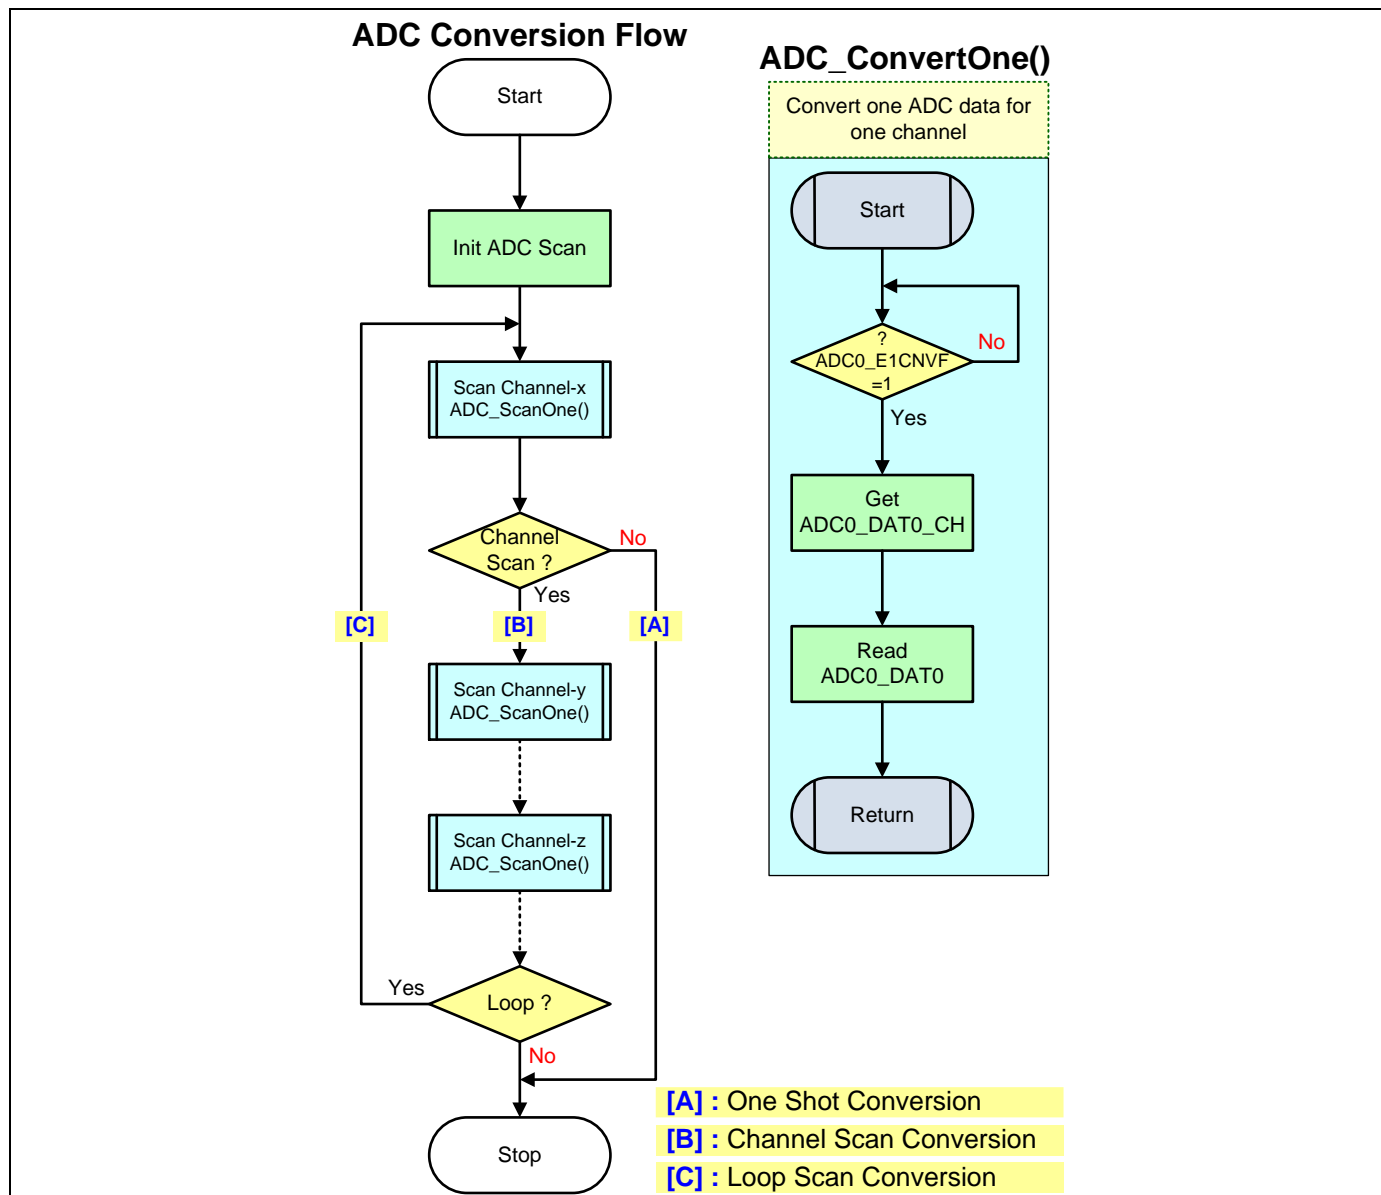 ADC Conversion Flow
Start
Init ADC Scan
Scan Channel-x
ADC_ScanOne()
Channel
Scan ?
No
Yes
[C]
[B]
[A]
Scan Channel-y
ADC_ScanOne()
Scan Channel-z
ADC_ScanOne()
Yes
Loop ?
No
Stop
ADC_ConvertOne()
Convert one ADC data for
one channel
Start
?
ADC0_E1CNVF
=1
No
Yes
Get
ADC0_DAT0_CH
Read
ADC0_DAT0
Return
[A] : One Shot Conversion
[B] : Channel Scan Conversion
[C] : Loop Scan Conversion